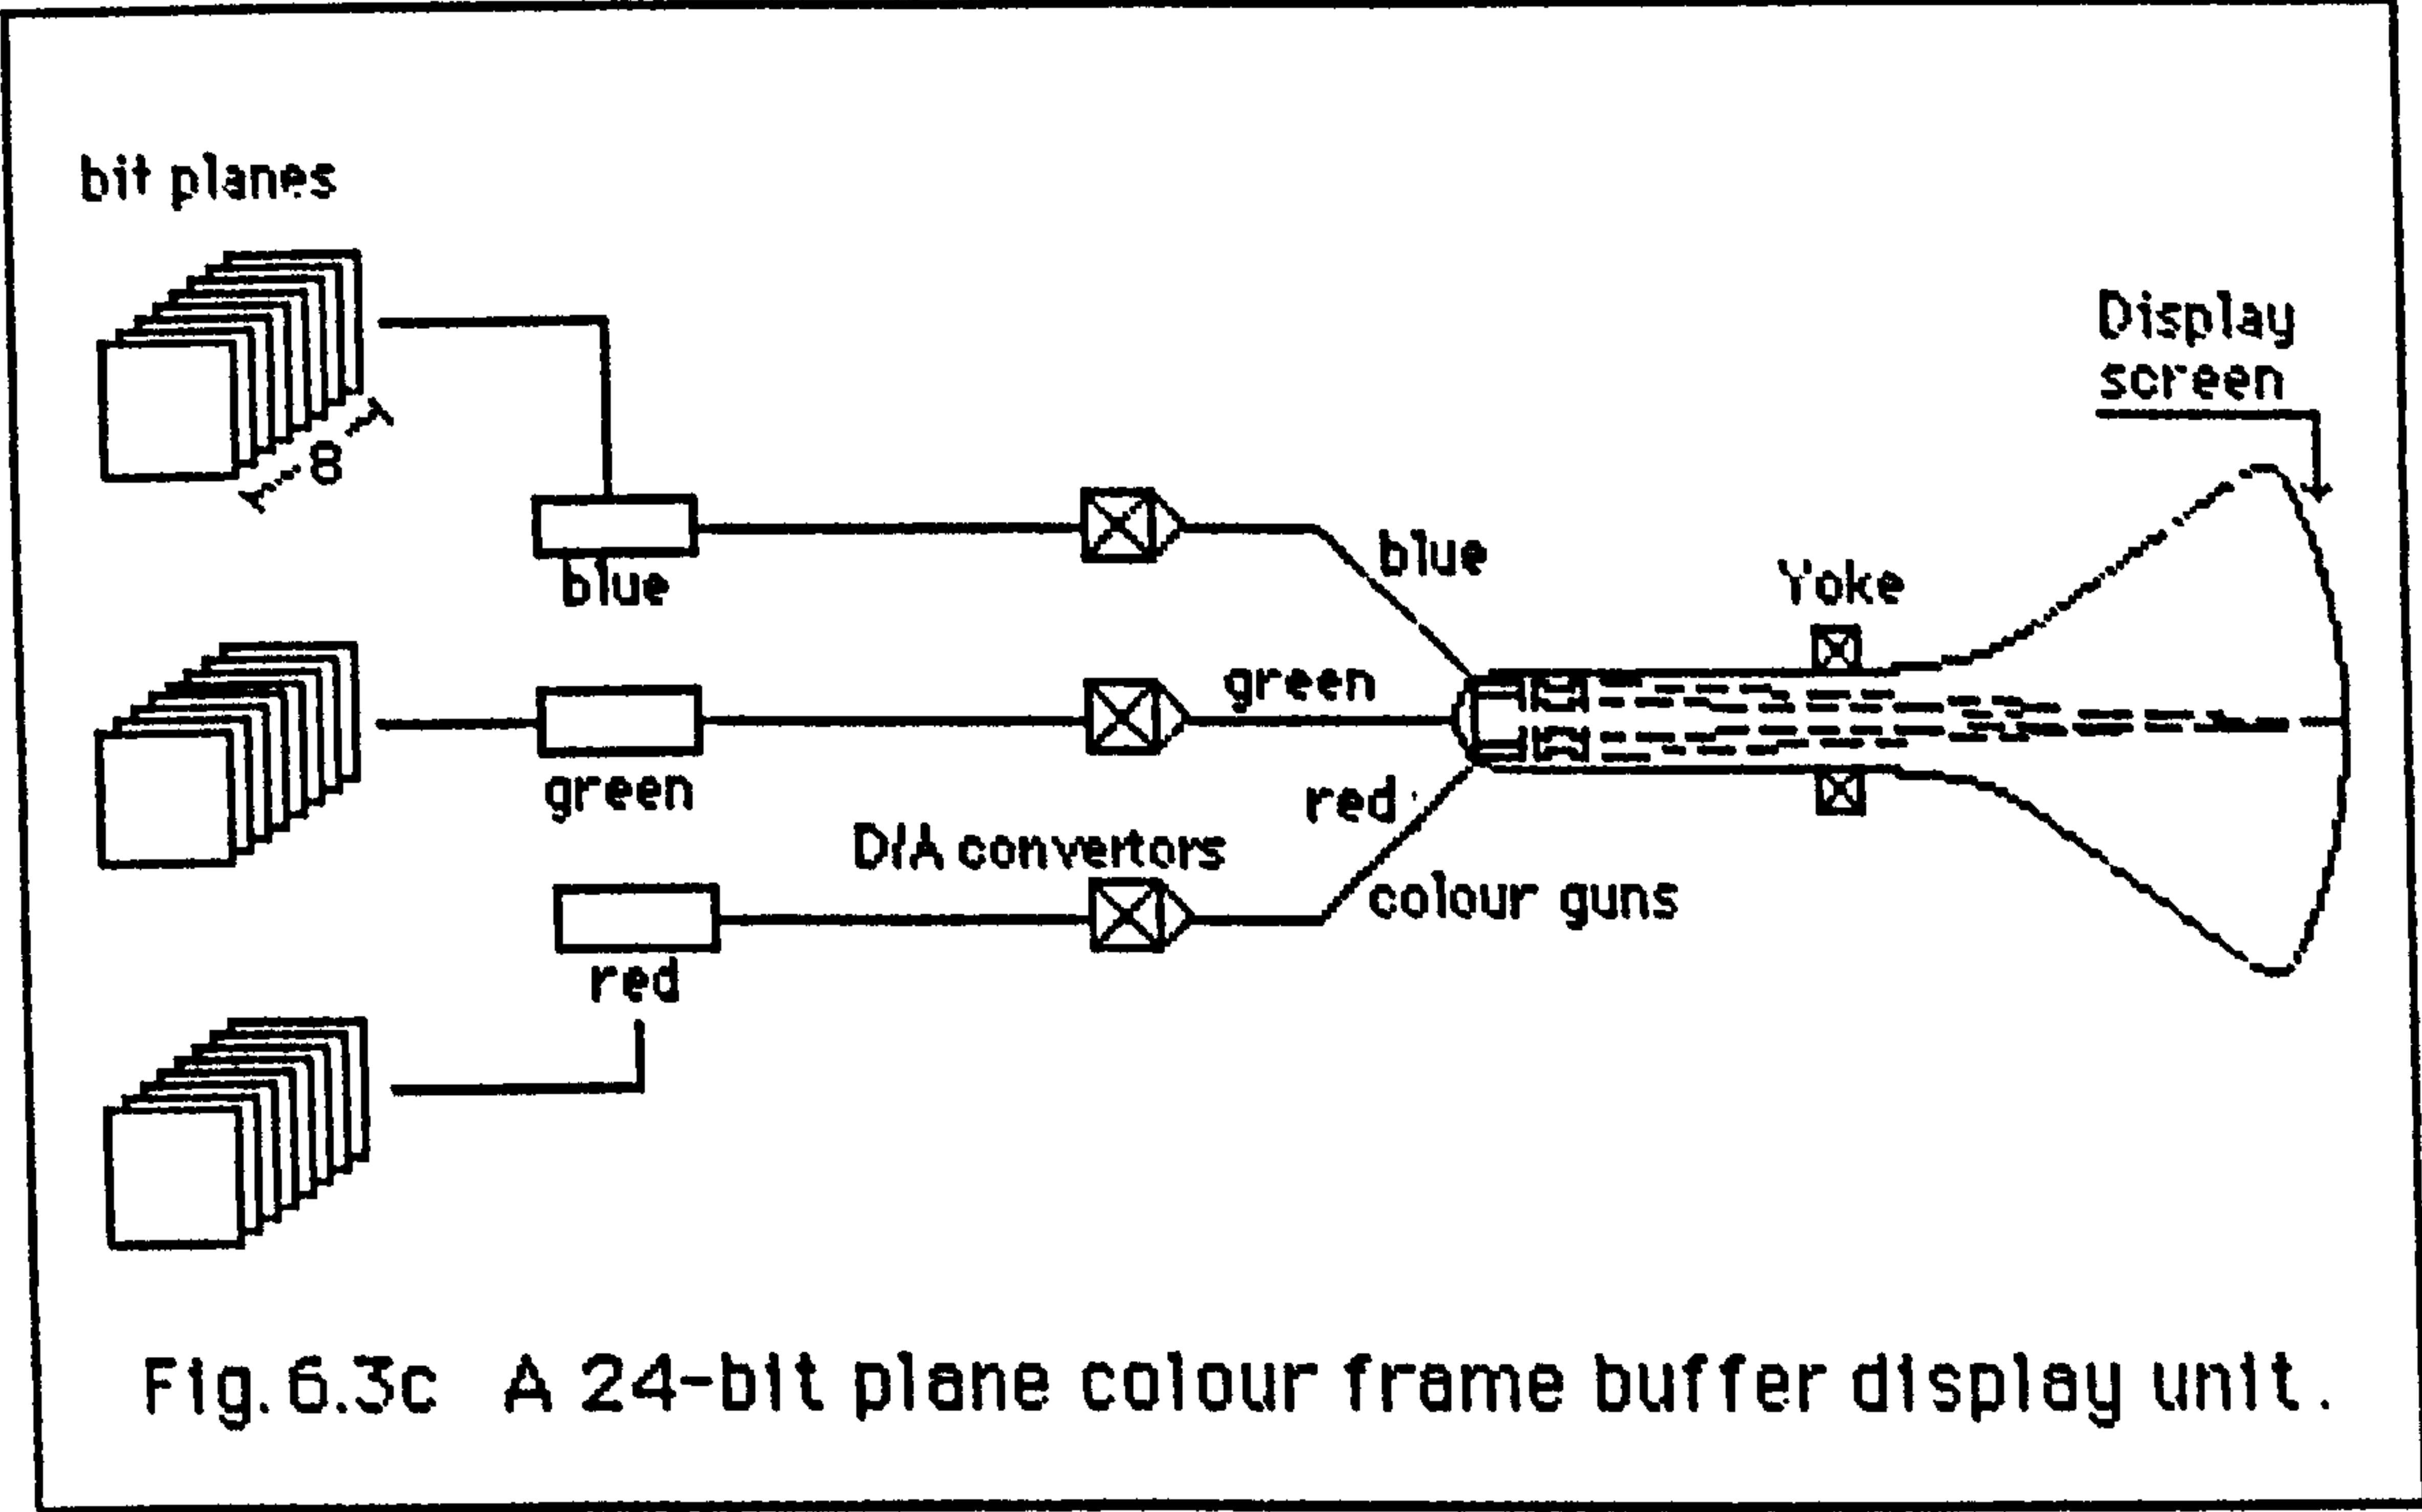 bit planes
8
Display
screen
blue
blue
Yoke
green
green
red
D/A convertors
colour guns
red
Fig. 6.3c A 24-bit plane colour frame buffer display unit.